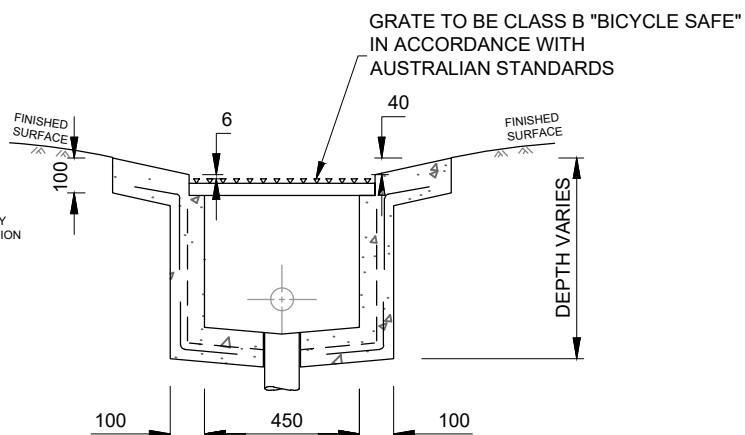 GRATE TO BE CLASS B "BICYCLE SAFE"
IN ACCORDANCE WITH
AUSTRALIAN STANDARDS
6
40
FINISHED
SURFACE
FINISHED
SURFACE
100
DEPTH VARIES
100
450
100